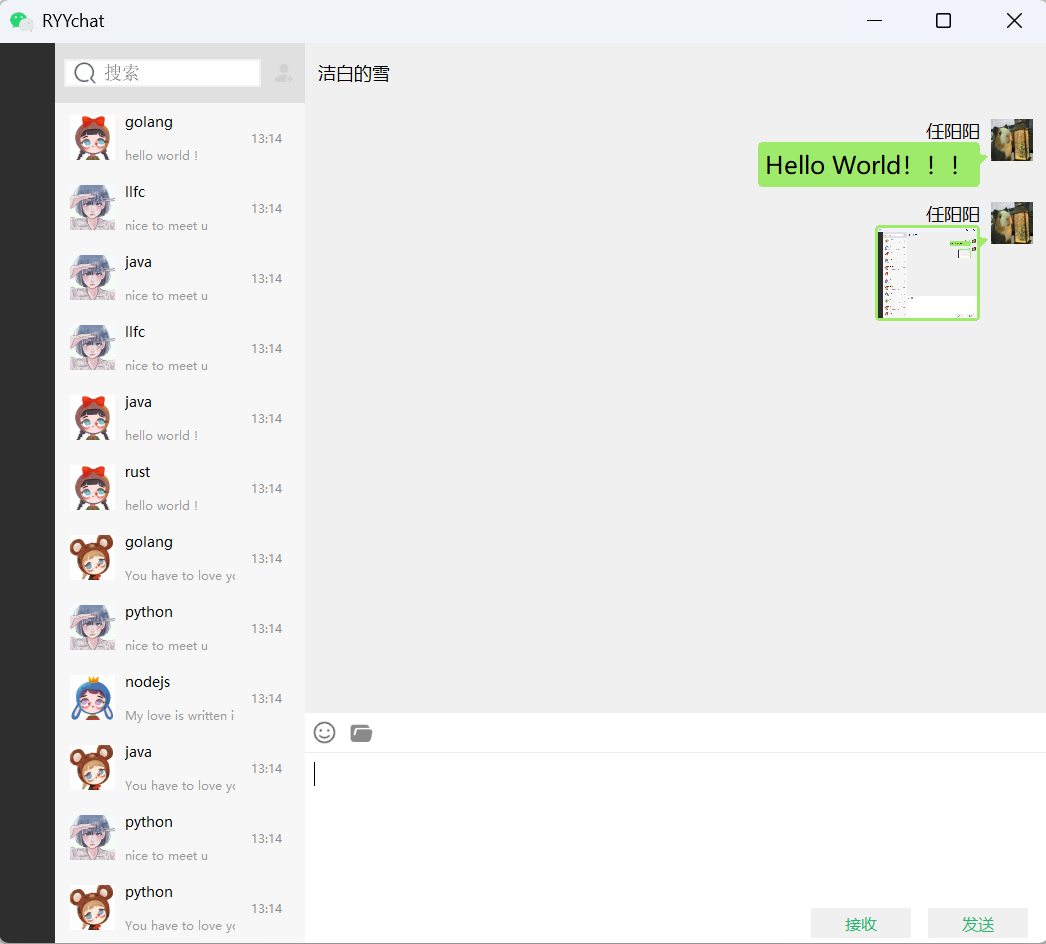 RYYchat
搜索
golang
13:14
hello world !
llfc
13:14
nice to meet u
java
13:14
nice to meet u
llfc
13:14
nice to meet u
java
13:14
hello world !
rust
13:14
hello world !
golang
13:14
You have to love yo
python
13:14
nice to meet u
nodejs
13:14
My love is written i
java
13:14
You have to love yo
python
13:14
nice to meet u
python
13:14
You have to love yo
洁白的雪
任阳阳
Hello World！！！
任阳阳
接收
发送